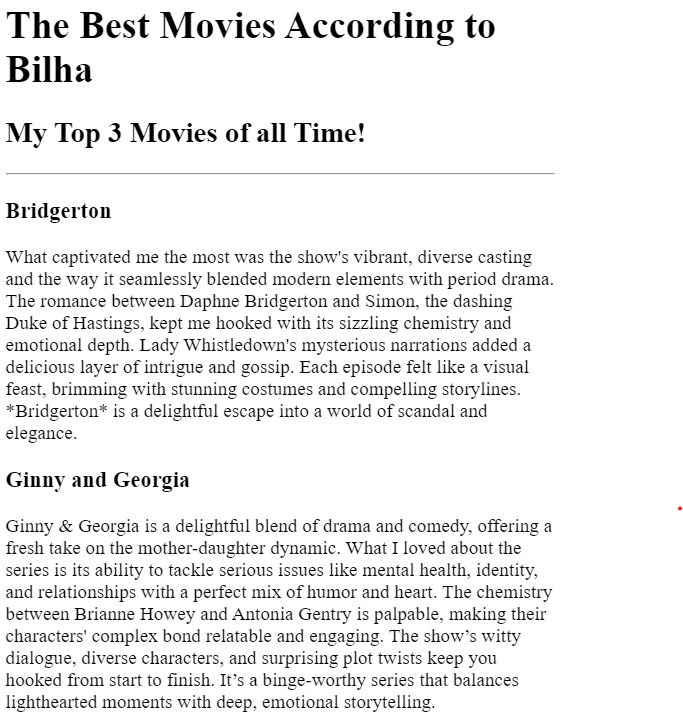 The Best Movies According to
Bilha
My Top 3 Movies of all Time!
Bridgerton
What captivated me the most was the show's vibrant, diverse casting
and the way it seamlessly blended modern elements with period drama.
The romance between Daphne Bridgerton and Simon, the dashing
Duke of Hastings, kept me hooked with its sizzling chemistry and
emotional depth. Lady Whistledown's mysterious narrations added a
delicious layer of intrigue and gossip. Each episode felt like a visual
feast, brimming with stunning costumes and compelling storylines.
*Bridgerton* is a delightful escape into a world of scandal and
elegance.
Ginny and Georgia
Ginny & Georgia is a delightful blend of drama and comedy, offering a
fresh take on the mother-daughter dynamic. What I loved about the
series is its ability to tackle serious issues like mental health, identity,
and relationships with a perfect mix of humor and heart. The chemistry
between Brianne Howey and Antonia Gentry is palpable, making their
characters' complex bond relatable and engaging. The show’s witty
dialogue, diverse characters, and surprising plot twists keep you
hooked from start to finish. It’s a binge-worthy series that balances
lighthearted moments with deep, emotional storytelling.